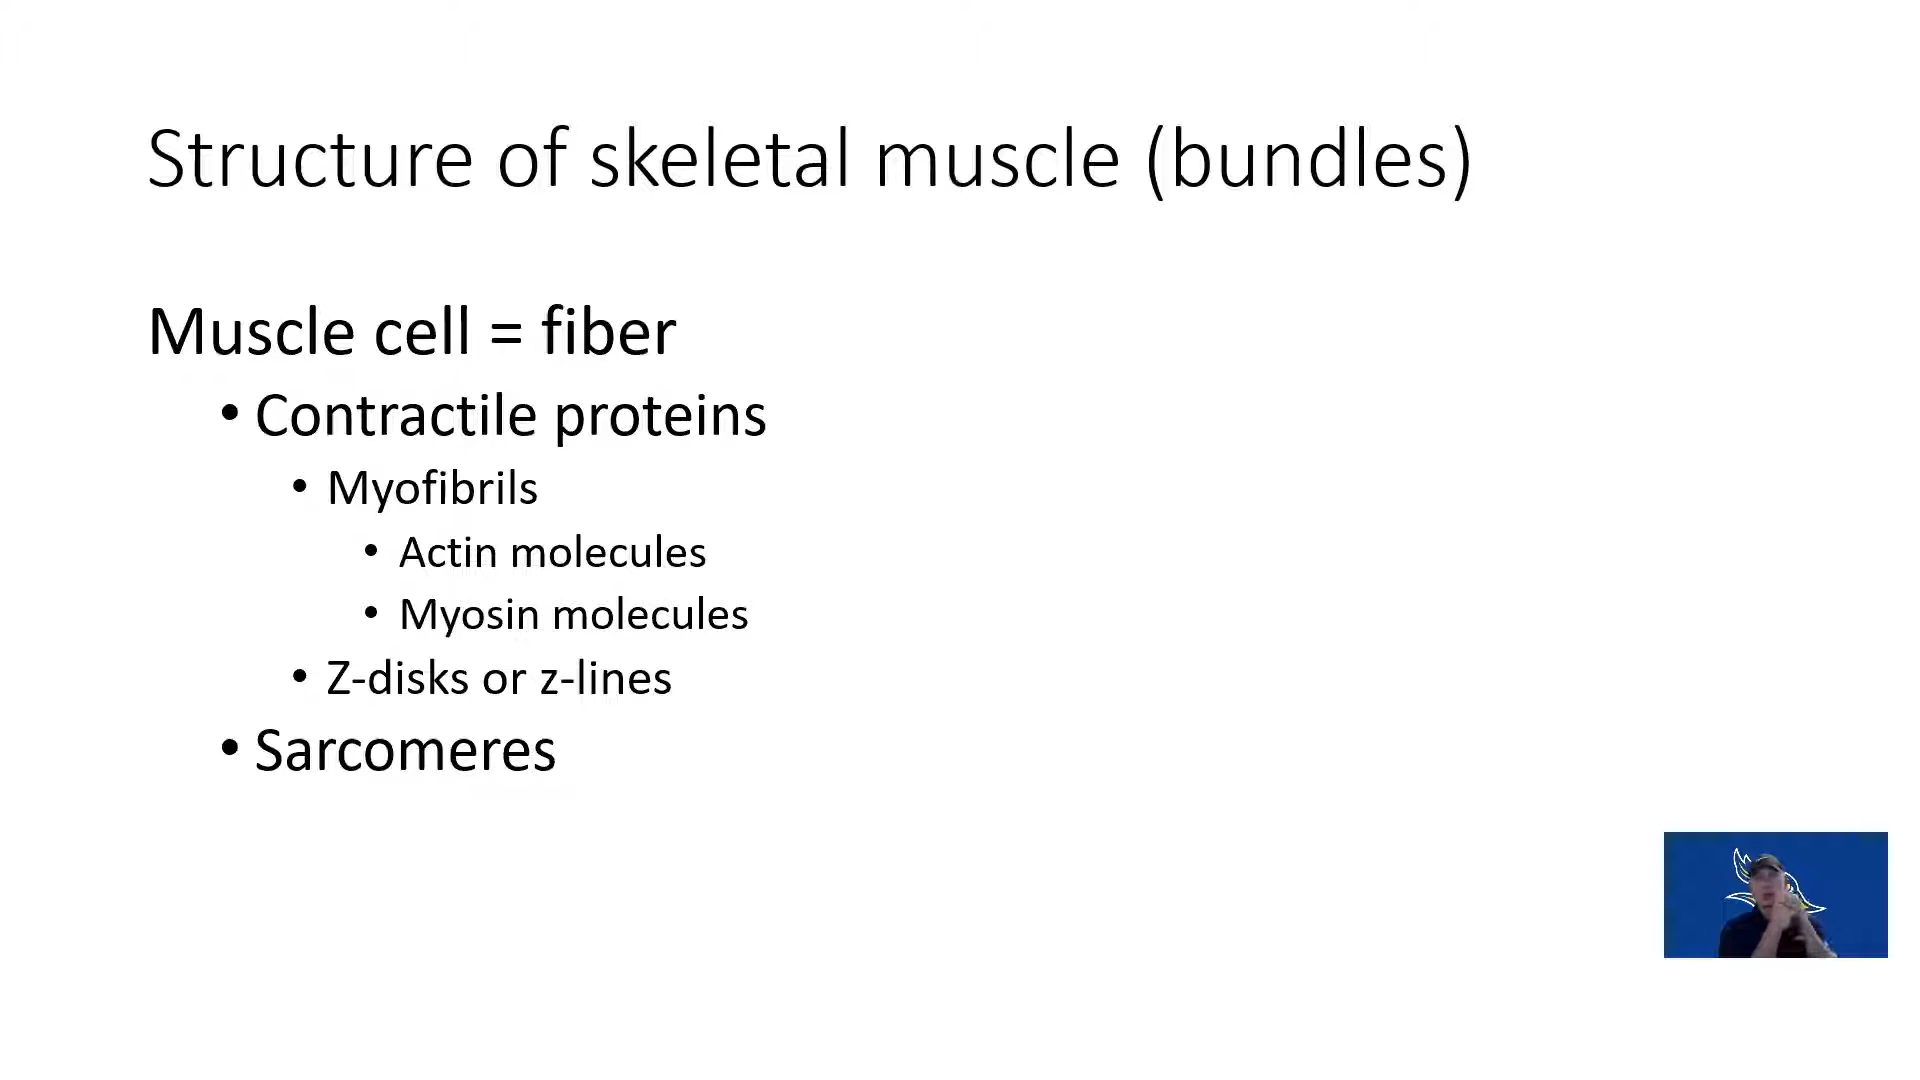 Structure of skeletal muscle (bundles)
Muscle cell = fiber
• Contractile proteins
• Myofibrils
• Actin molecules
• Myosin molecules
• Z-disks or z-lines
• Sarcomeres